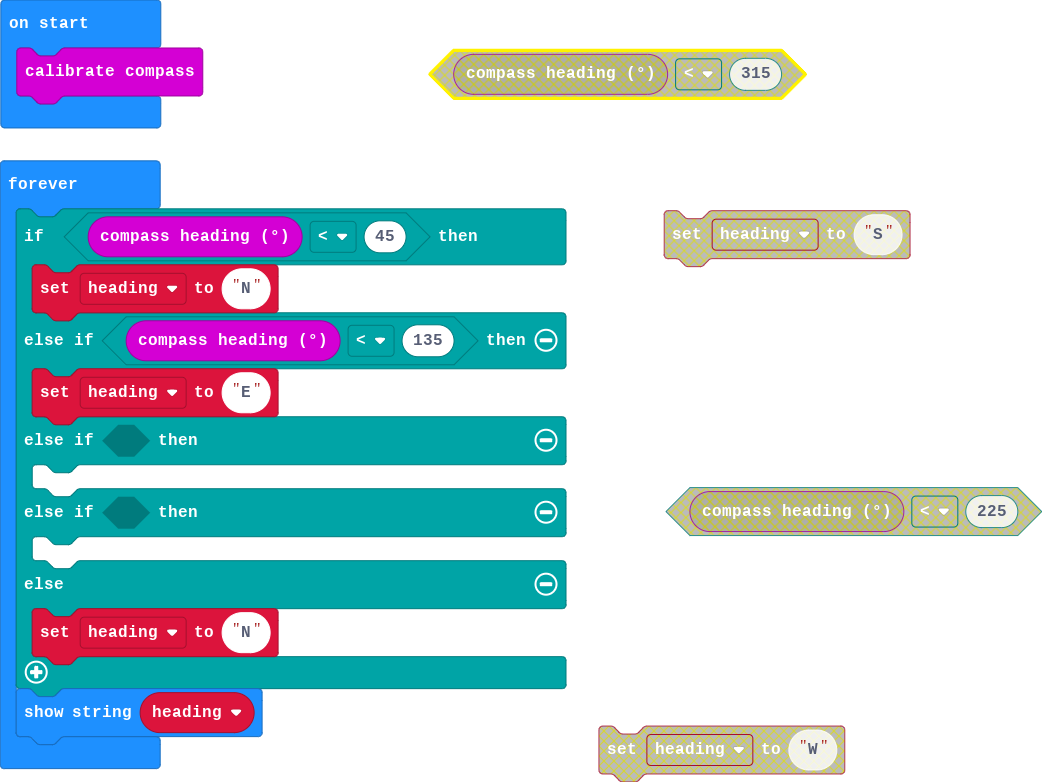 on start
calibrate compass
compass heading (°) < 315
forever
if compass heading (°) < 45 then
set heading to "N"
else if compass heading (°) < 135 then
set heading to "E"
else if then
else if then
else
set heading to "N"
show string heading
set heading to "S"
compass heading (°) < 225
set heading to "W"